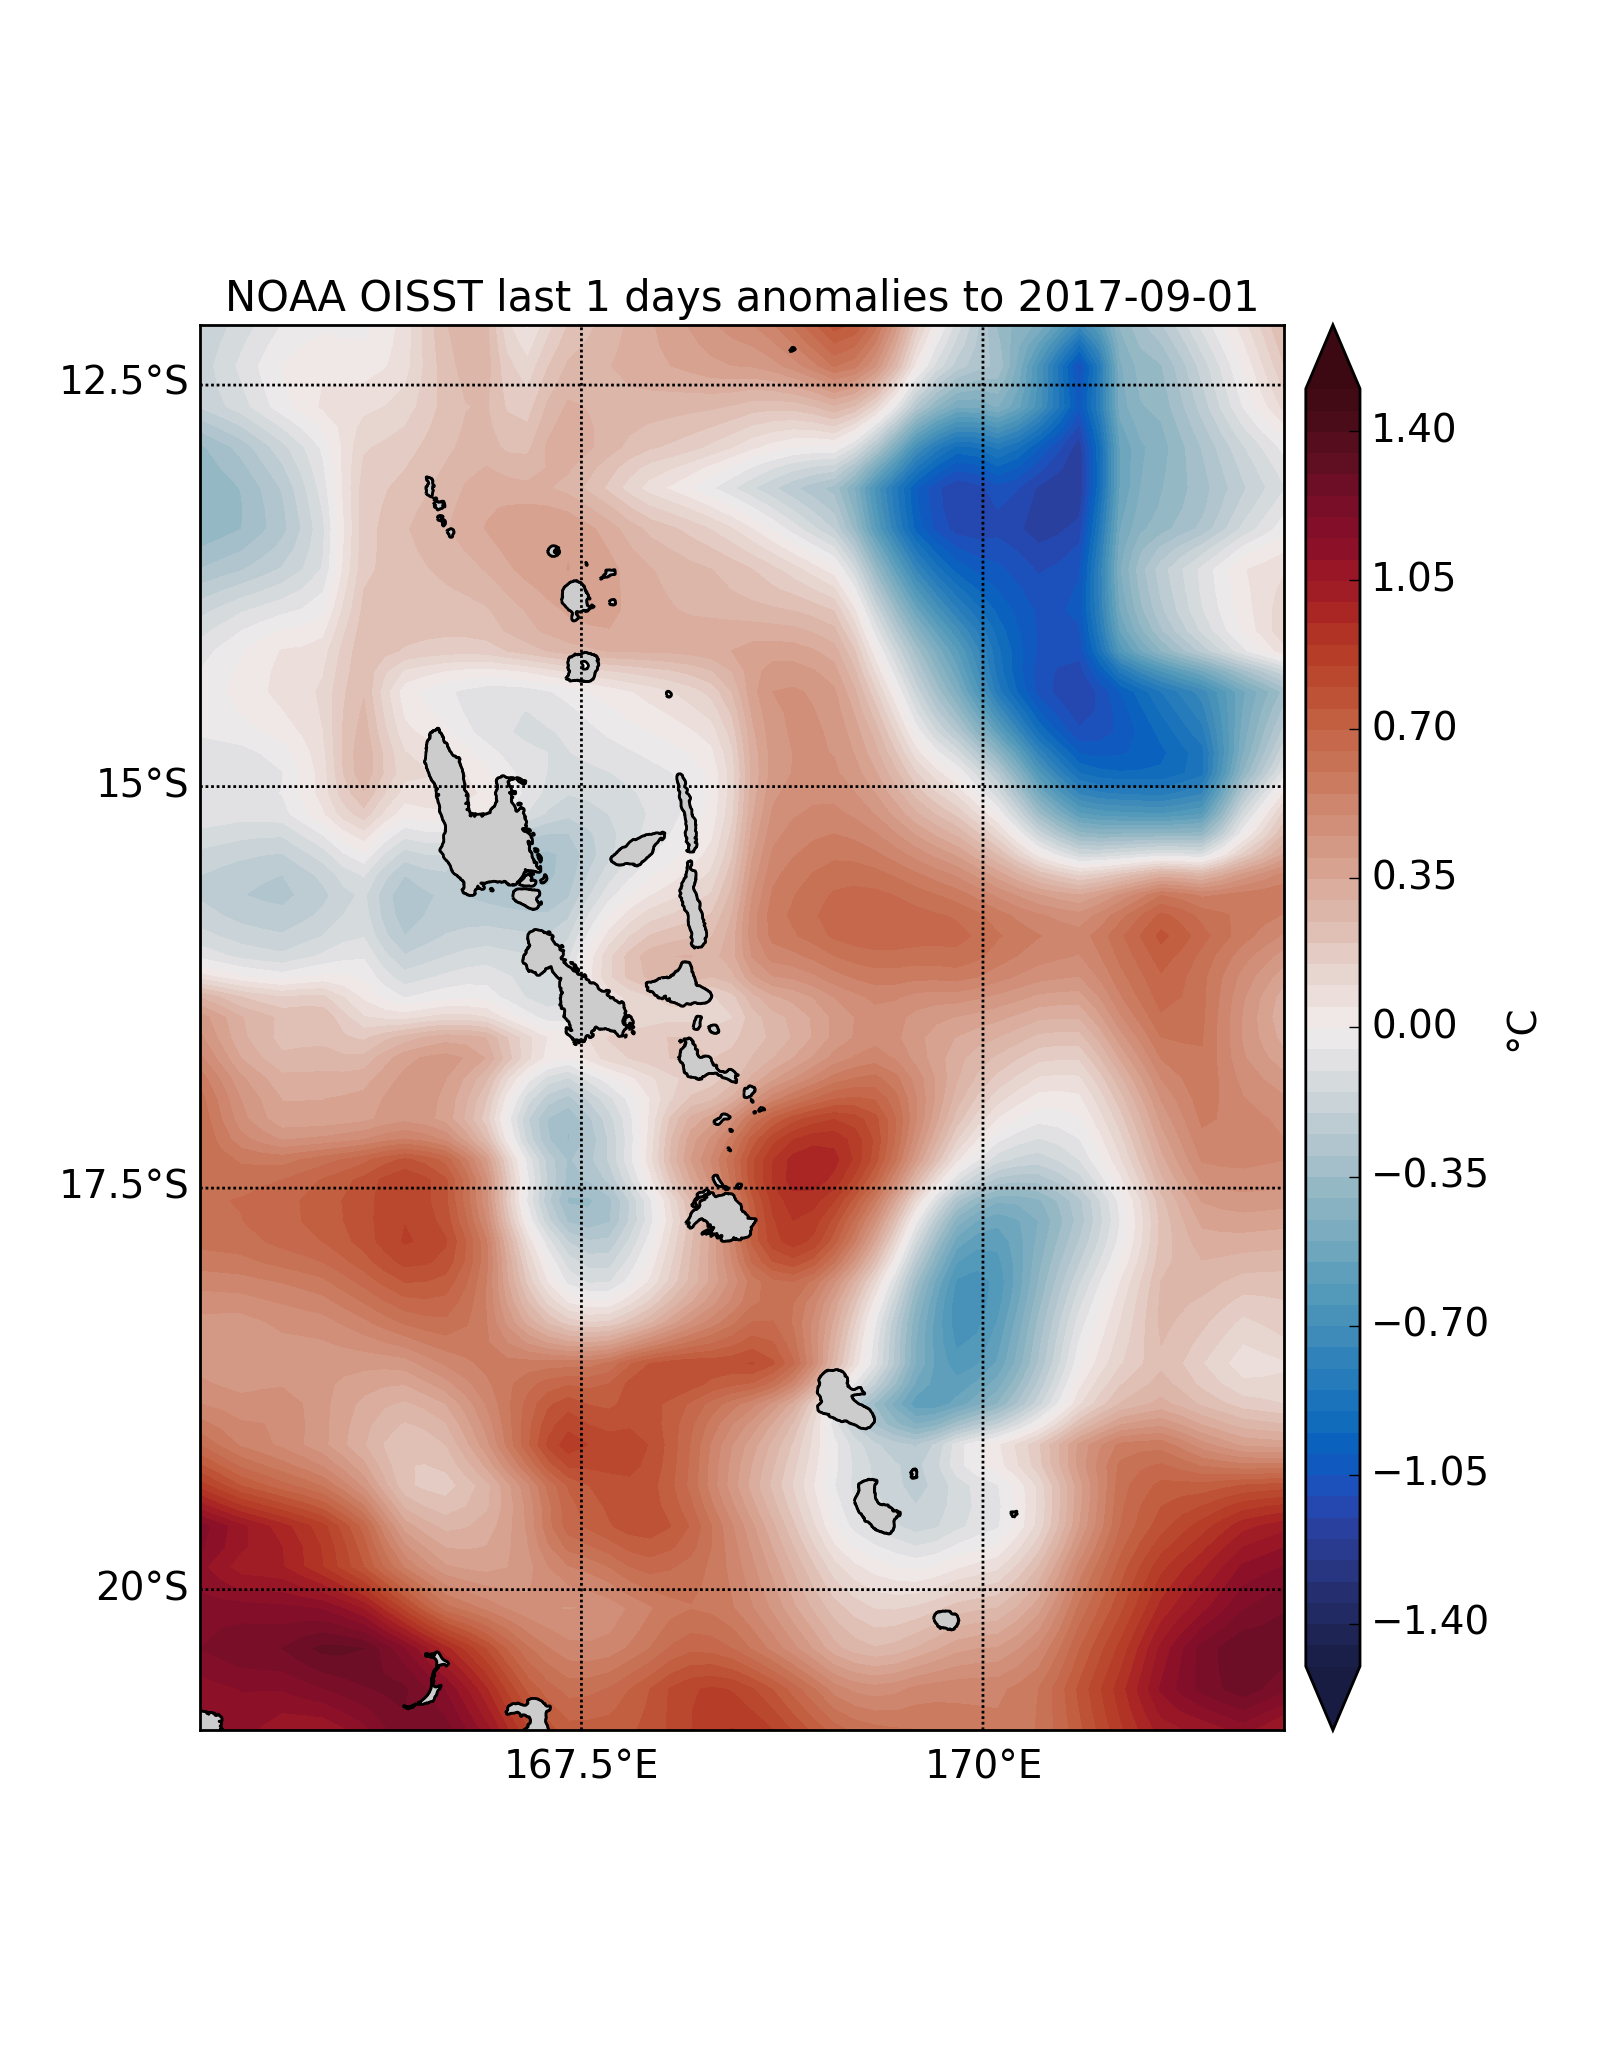 NOAA OISST last 1 days anomalies to 2017-09-01
12.5°S
15°S
17.5°S
20°S
167.5°E
170°E
1.40
1.05
0.70
0.35
0.00
−0.35
−0.70
−1.05
−1.40
°C